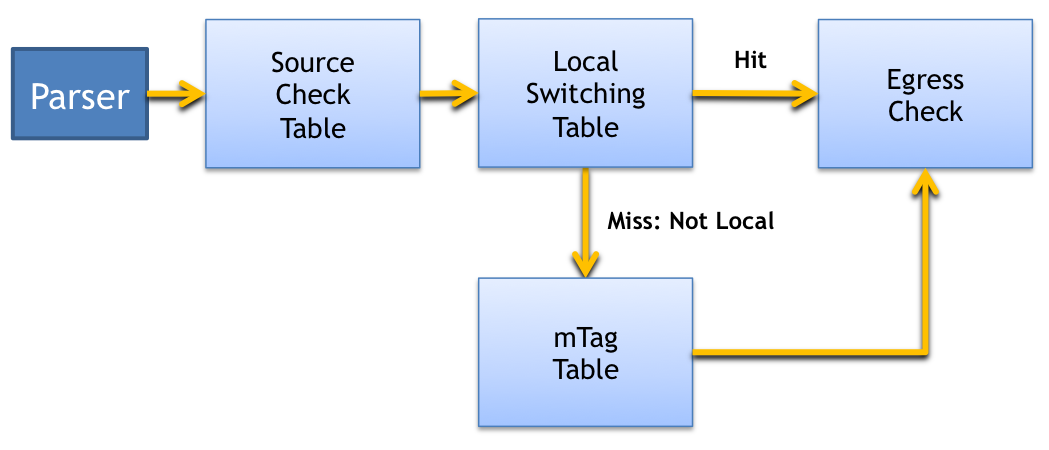 Parser
Source
Check
Table
Local
Switching
Table
Hit
Egress
Check
Miss: Not Local
mTag
Table